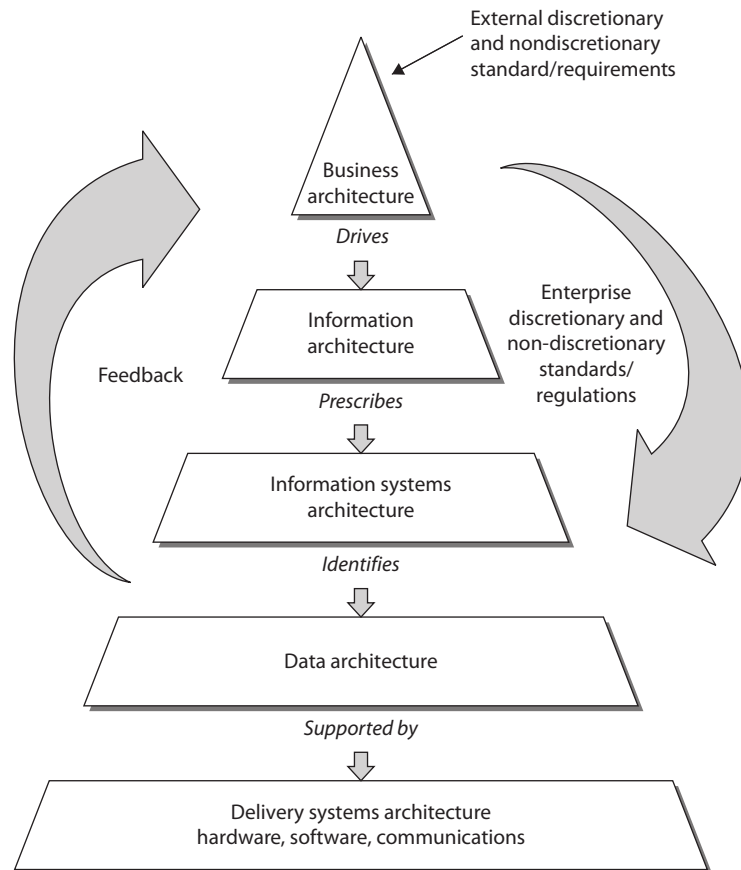 External discretionary
and nondiscretionary
standard/requirements
Business
architecture
Drives
Information
architecture
Enterprise
discretionary and
non-discretionary
standards/
regulations
Feedback
Prescribes
Information systems
architecture
Identifies
Data architecture
Supported by
Delivery systems architecture
hardware, software, communications